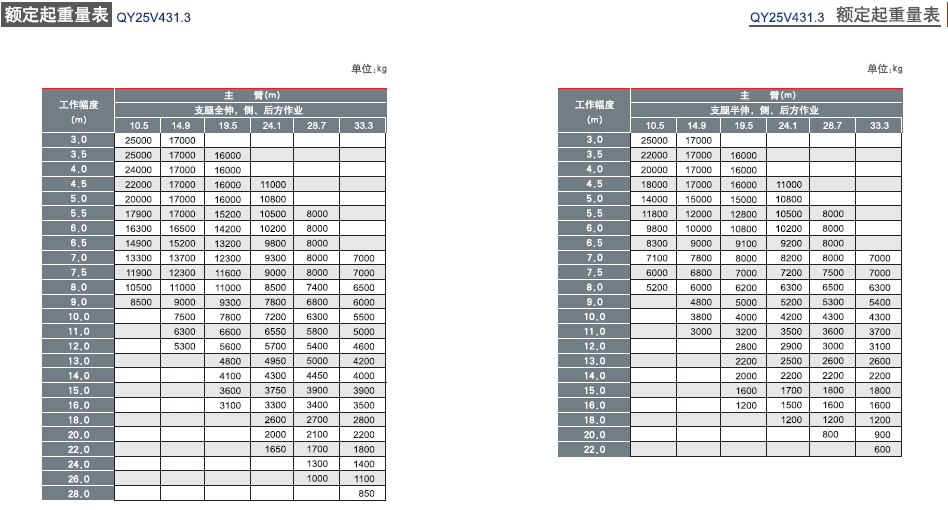 额定起重量表 QY25V431.3
单位:kg
工作幅度
(m)
主 臂(m)
支腿全伸，侧、后方作业
10.5 14.9 19.5 24.1 28.7 33.3
3.0 25000 17000
3.5 25000 17000 16000
4.0 24000 17000 16000
4.5 22000 17000 16000 11000
5.0 20000 17000 16000 10800
5.5 17900 17000 15200 10500 8000
6.0 16300 16500 14200 10200 8000
6.5 14900 15200 13200 9800 8000
7.0 13300 13700 12300 9300 8000 7000
7.5 11900 12300 11600 9000 8000 7000
8.0 10500 11000 11000 8500 7400 6500
9.0 8500 9000 9300 7800 6800 6000
10.0 7500 7800 7200 6300 5500
11.0 6300 6600 6550 5800 5000
12.0 5300 5600 5700 5400 4600
13.0 4800 4950 5000 4200
14.0 4100 4300 4450 4000
15.0 3600 3750 3900 3900
16.0 3100 3300 3400 3500
18.0 2600 2700 2800
20.0 2000 2100 2200
22.0 1650 1700 1800
24.0 1300 1400
26.0 1000 1100
28.0 850
QY25V431.3 额定起重量表
单位:kg
工作幅度
(m)
主 臂(m)
支腿半伸，侧、后方作业
10.5 14.9 19.5 24.1 28.7 33.3
3.0 25000 17000
3.5 22000 17000 16000
4.0 20000 17000 16000
4.5 18000 17000 16000 11000
5.0 14000 15000 15000 10800
5.5 11800 12000 12800 10500 8000
6.0 9800 10000 10800 10200 8000
6.5 8300 9000 9100 9200 8000
7.0 7100 7800 8000 8200 8000 7000
7.5 6000 6800 7000 7200 7500 7000
8.0 5200 6000 6200 6300 6500 6300
9.0 4800 5000 5200 5300 5400
10.0 3800 4000 4200 4300 4300
11.0 3000 3200 3500 3600 3700
12.0 2800 2900 3000 3100
13.0 2200 2500 2600 2600
14.0 2000 2200 2200 2200
15.0 1600 1700 1800 1800
16.0 1200 1500 1600 1600
18.0 1200 1200 1200
20.0 800 900
22.0 600